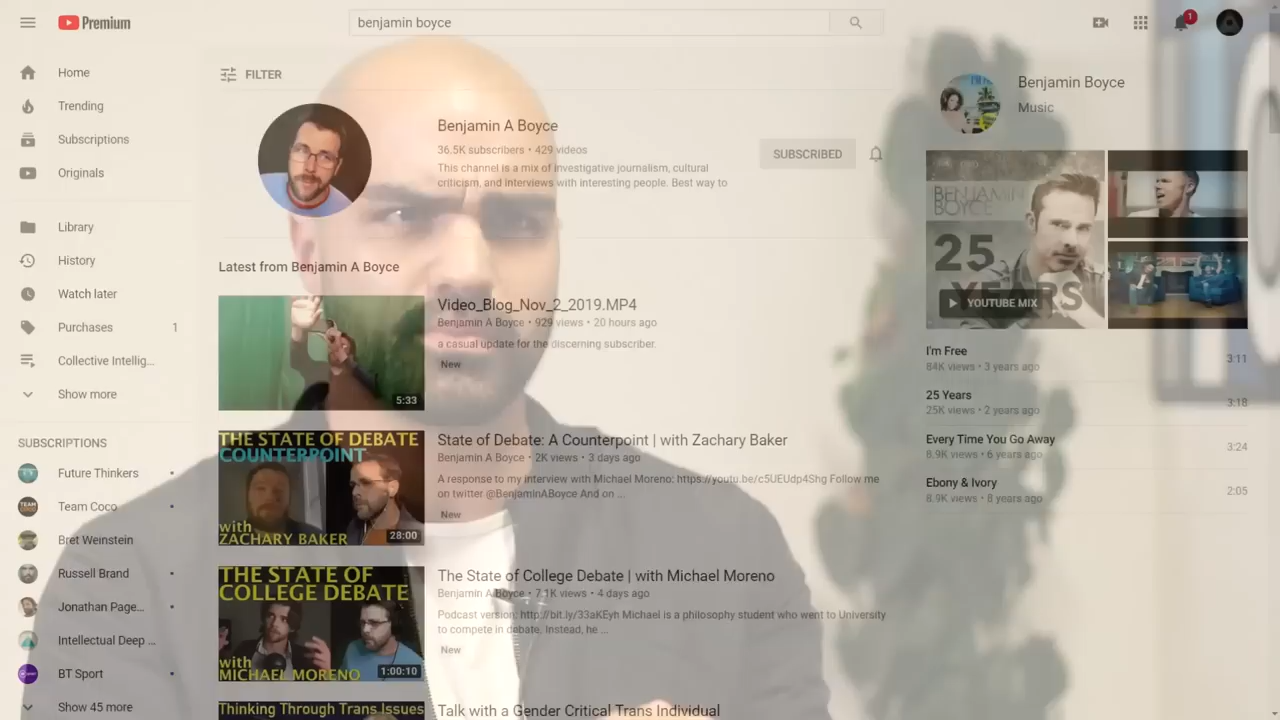 Premium
benjamin boyce
1
Home
Trending
Subscriptions
Originals
Library
History
Watch later
Purchases 1
Collective Intellig...
Show more
SUBSCRIPTIONS
Future Thinkers
Team Coco
Bret Weinstein
Russell Brand
Jonathan Page...
Intellectual Deep ...
BT Sport
Show 45 more
FILTER
Benjamin A Boyce
36.5K subscribers • 429 videos
This channel is a mix of investigative journalism, cultural
criticism, and interviews with interesting people. Best way to
SUBSCRIBED
Latest from Benjamin A Boyce
5:33
Video_Blog_Nov_2_2019.MP4
Benjamin A Boyce • 929 views • 20 hours ago
a casual update for the discerning subscriber.
New
THE STATE OF DEBATE
COUNTERPOINT
with
ZACHARY BAKER
28:00
State of Debate: A Counterpoint | with Zachary Baker
Benjamin A Boyce • 2K views • 3 days ago
A response to my interview with Michael Moreno: https://youtu.be/c5UEUdp4Shg Follow me
on twitter @BenjaminABoyce And on ...
New
THE STATE OF
COLLEGE DEBATE
with
MICHAEL MORENO
1:00:10
The State of College Debate | with Michael Moreno
Benjamin A Boyce • 7.1K views • 4 days ago
Podcast version: http://bit.ly/33aKEyh Michael is a philosophy student who went to University
to compete in debate, Instead, he ...
New
Thinking Through Trans Issues
Talk with a Gender Critical Trans Individual
Benjamin Boyce
Music
BENJAMIN
BOYCE
25
YEARS
YOUTUBE MIX
I'm Free 3:11
84K views • 3 years ago
25 Years 3:18
25K views • 2 years ago
Every Time You Go Away 3:24
8.9K views • 6 years ago
Ebony & Ivory 2:05
8.9K views • 8 years ago